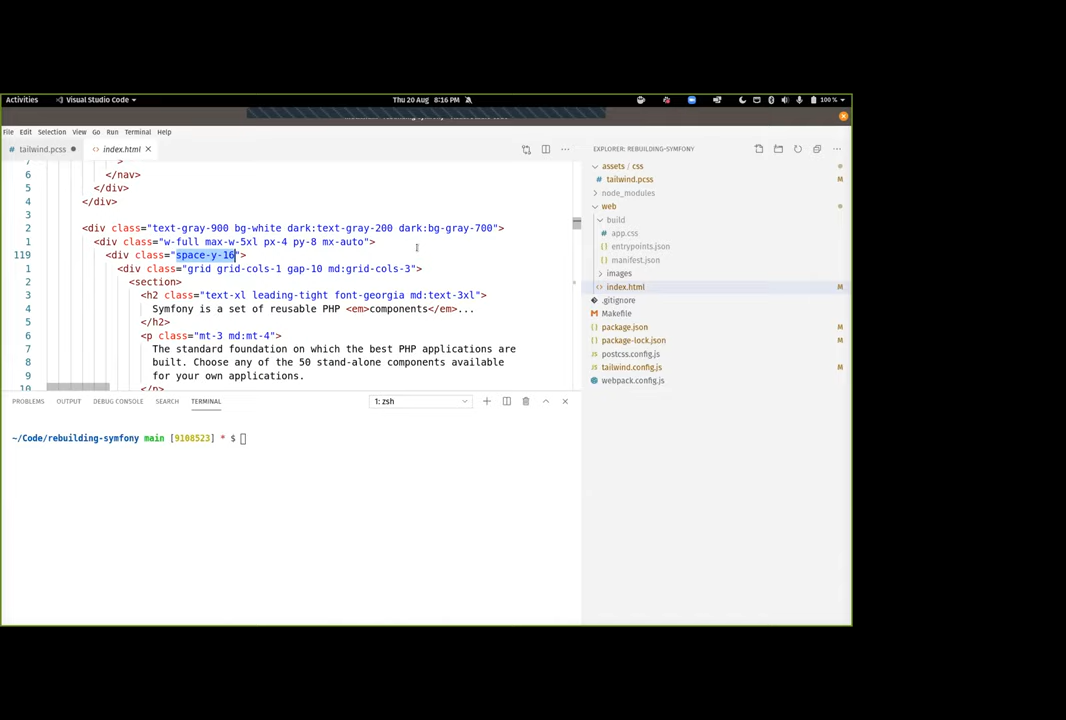 Activities Visual Studio Code Thu 20 Aug 8:16 PM 100 %
File Edit Selection View Go Run Terminal Help
tailwind.pcss index.html EXPLORER: REBUILDING-SYMFONY
7 >
6 </nav>
5 </div>
4 </div>
3
2 <div class="text-gray-900 bg-white dark:text-gray-200 dark:bg-gray-700">
1 <div class="w-full max-w-5xl px-4 py-8 mx-auto">
119 <div class="space-y-16">
1 <div class="grid grid-cols-1 gap-10 md:grid-cols-3">
2 <section>
3 <h2 class="text-xl leading-tight font-georgia md:text-3xl">
4 Symfony is a set of reusable PHP <em>components</em>...
5 </h2>
6 <p class="mt-3 md:mt-4">
7 The standard foundation on which the best PHP applications are
8 built. Choose any of the 50 stand-alone components available
9 for your own applications.
10 </p>
assets css
tailwind.pcss M
node_modules
web
build
app.css
entrypoints.json
manifest.json
images
index.html M
.gitignore
Makefile
package.json M
package-lock.json M
postcss.config.js
tailwind.config.js M
webpack.config.js
PROBLEMS OUTPUT DEBUG CONSOLE SEARCH TERMINAL 1: zsh
~/Code/rebuilding-symfony main [9108523] * $